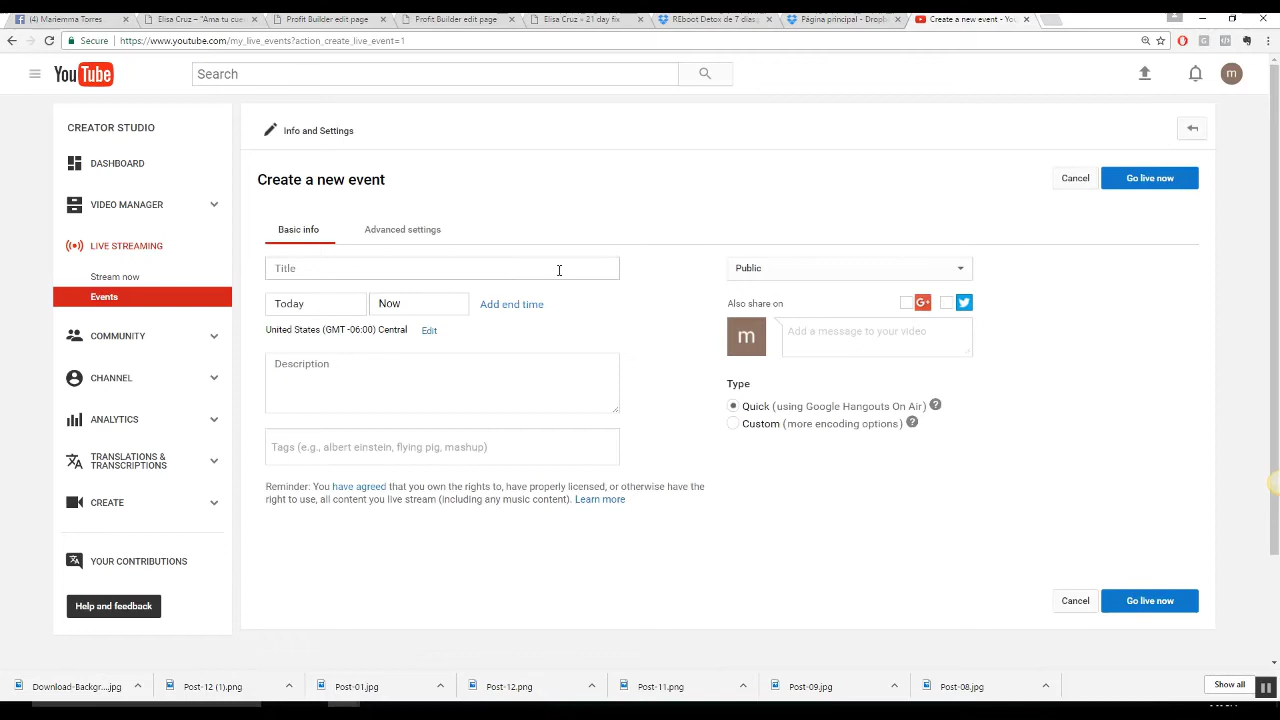 (4) Mariemma Torres
Elisa Cruz – "Ama tu cue
Profit Builder edit page
Profit Builder edit page
Elisa Cruz – 21 day fix
REboot Detox de 7 dias
Página principal - Dropb
Create a new event - You
Secure
https://www.youtube.com/my_live_events?action_create_live_event=1
YouTube
Search
m
CREATOR STUDIO
DASHBOARD
VIDEO MANAGER
LIVE STREAMING
Stream now
Events
COMMUNITY
CHANNEL
ANALYTICS
TRANSLATIONS &
TRANSCRIPTIONS
CREATE
YOUR CONTRIBUTIONS
Help and feedback
Info and Settings
Create a new event
Cancel
Go live now
Basic info
Advanced settings
Title
Today
Now
Add end time
United States (GMT -06:00) Central
Edit
Description
Tags (e.g., albert einstein, flying pig, mashup)
Reminder: You have agreed that you own the rights to, have properly licensed, or otherwise have the
right to use, all content you live stream (including any music content). Learn more
Public
Also share on
G+
m
Add a message to your video
Type
Quick (using Google Hangouts On Air) ?
Custom (more encoding options) ?
Cancel
Go live now
Download-Backgr....jpg
Post-12 (1).png
Post-01.jpg
Post-11.png
Post-09.jpg
Post-08.jpg
Show all